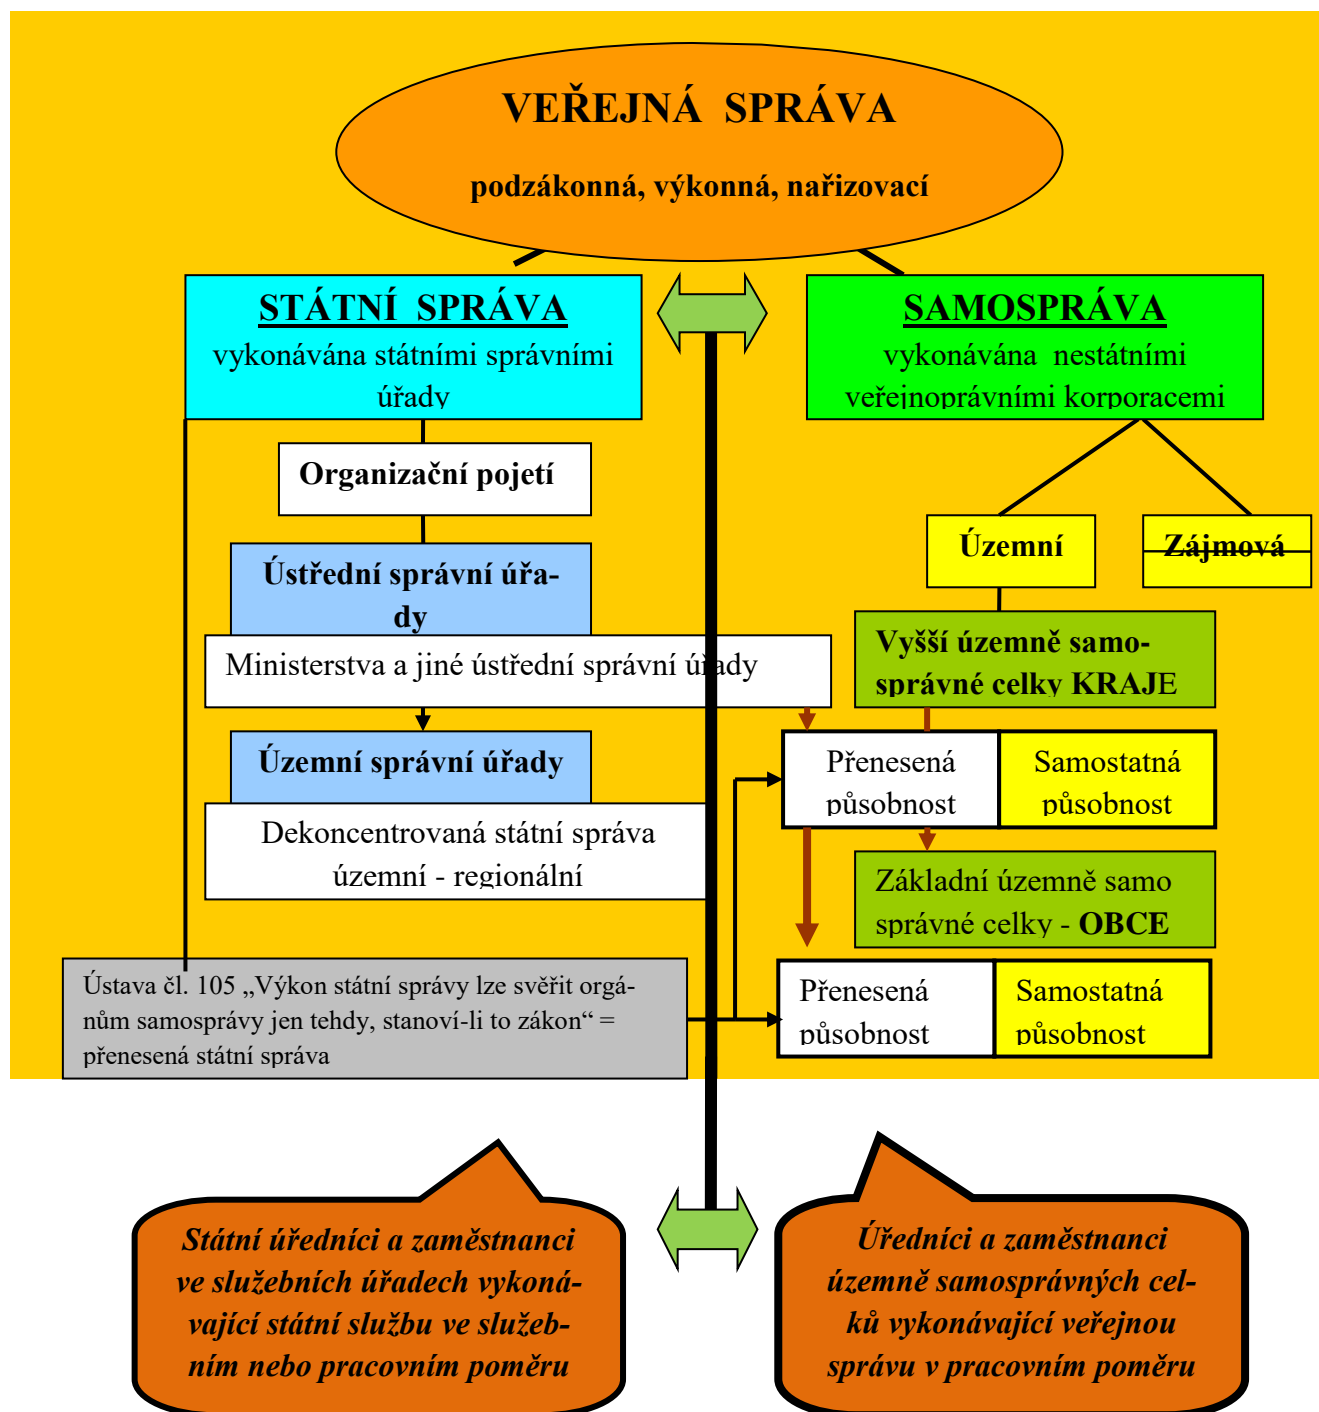 VEŘEJNÁ SPRÁVA
podzákonná, výkonná, nařizovací
STÁTNÍ SPRÁVA
vykonávána státními správními
úřady
SAMOSPRÁVA
vykonávána nestátními
veřejnoprávními korporacemi
Organizační pojetí
Územní
Zájmová
Ústřední správní úřa-
dy
Ministerstva a jiné ústřední správní úřady
Vyšší územně samo-
správné celky KRAJE
Územní správní úřady
Přenesená
působnost
Samostatná
působnost
Dekoncentrovaná státní správa
územní - regionální
Základní územně samo
správné celky - OBCE
Ústava čl. 105 „Výkon státní správy lze svěřit orgá-
nům samosprávy jen tehdy, stanoví-li to zákon“ =
přenesená státní správa
Přenesená
působnost
Samostatná
působnost
Státní úředníci a zaměstnanci
ve služebních úřadech vykoná-
vající státní službu ve služeb-
ním nebo pracovním poměru
Úředníci a zaměstnanci
územně samosprávných cel-
ků vykonávající veřejnou
správu v pracovním poměru